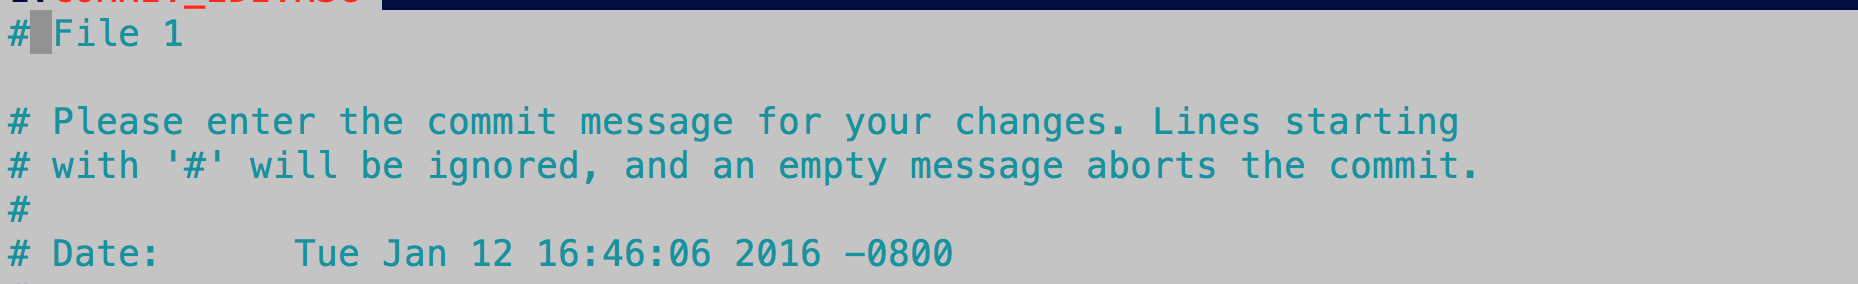 # File 1
# Please enter the commit message for your changes. Lines starting
# with '#' will be ignored, and an empty message aborts the commit.
#
# Date:      Tue Jan 12 16:46:06 2016 -0800